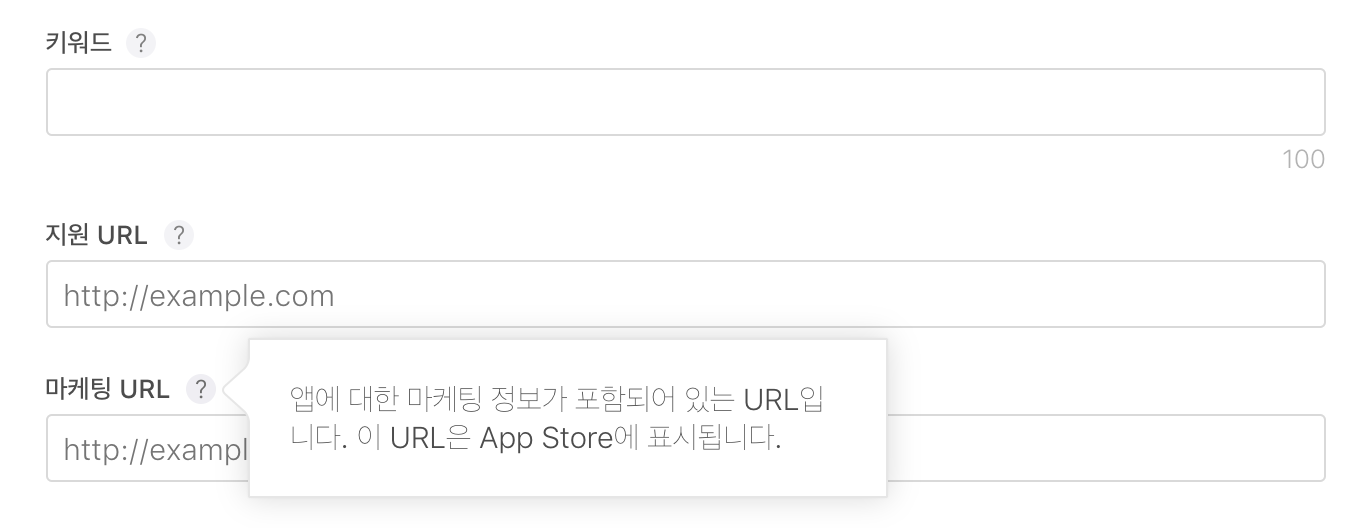 키워드 ?
100
지원 URL ?
http://example.com
마케팅 URL ?
앱에 대한 마케팅 정보가 포함되어 있는 URL입
니다. 이 URL은 App Store에 표시됩니다.
http://exampl